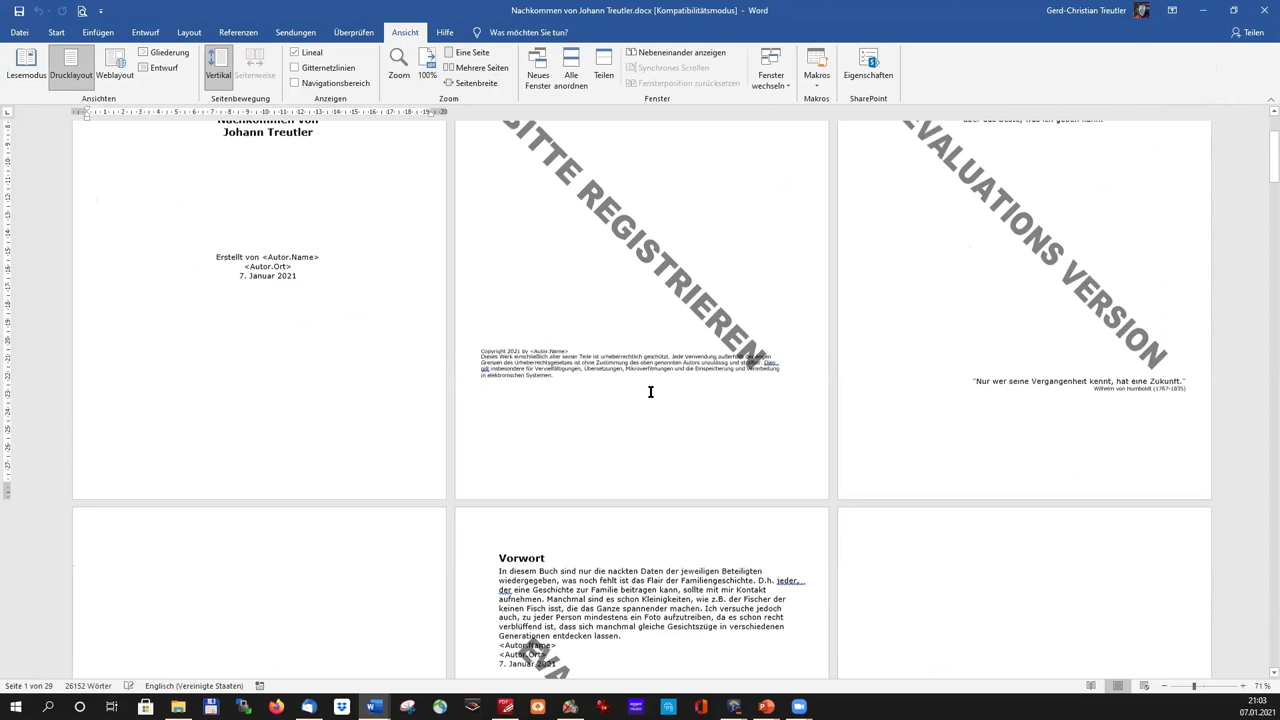 Nachkommen von Johann Treutler.docx [Kompatibilitätsmodus] - Word
Gerd-Christian Treutler
Datei
Start
Einfügen
Entwurf
Layout
Referenzen
Sendungen
Überprüfen
Ansicht
Hilfe
Was möchten Sie tun?
Teilen
Lesemodus
Drucklayout
Weblayout
Gliederung
Entwurf
Ansichten
Vertikal
Seitenweise
Seitenbewegung
Lineal
Gitternetzlinien
Navigationsbereich
Anzeigen
Zoom
100%
Eine Seite
Mehrere Seiten
Seitenbreite
Zoom
Neues Fenster
Alle anordnen
Teilen
Nebeneinander anzeigen
Synchrones Scrollen
Fensterposition zurücksetzen
Fenster
Fenster wechseln
Makros
Makros
Eigenschaften
SharePoint
Nachkommen von
Johann Treutler
Erstellt von <Autor.Name>
<Autor.Ort>
7. Januar 2021
BITTE REGISTRIEREN
Copyright 2021 by <Autor.Name>
Dieses Werk einschließlich aller seiner Teile ist urheberrechtlich geschützt. Jede Verwendung außerhalb der engen
Grenzen des Urheberrechtsgesetzes ist ohne Zustimmung des oben genannten Autors unzulässig und strafbar. Das
gilt insbesondere für Vervielfältigungen, Übersetzungen, Mikroverfilmungen und die Einspeicherung und Verarbeitung
in elektronischen Systemen.
aber das Beste, was ich geben kann
EVALUATIONS VERSION
"Nur wer seine Vergangenheit kennt, hat eine Zukunft."
Wilhelm von Humboldt (1767-1835)
Vorwort
In diesem Buch sind nur die nackten Daten der jeweiligen Beteiligten
wiedergegeben, was noch fehlt ist das Flair der Familiengeschichte. D.h. jeder,
der eine Geschichte zur Familie beitragen kann, sollte mit mir Kontakt
aufnehmen. Manchmal sind es schon Kleinigkeiten, wie z.B. der Fischer der
keinen Fisch isst, die das Ganze spannender machen. Ich versuche jedoch
auch, zu jeder Person mindestens ein Foto aufzutreiben, da es schon recht
verblüffend ist, dass sich manchmal gleiche Gesichtszüge in verschiedenen
Generationen entdecken lassen.
<Autor.Name>
<Autor.Ort>
7. Januar 2021
EVA
Seite 1 von 29
26152 Wörter
Englisch (Vereinigte Staaten)
71 %
21:03
07.01.2021